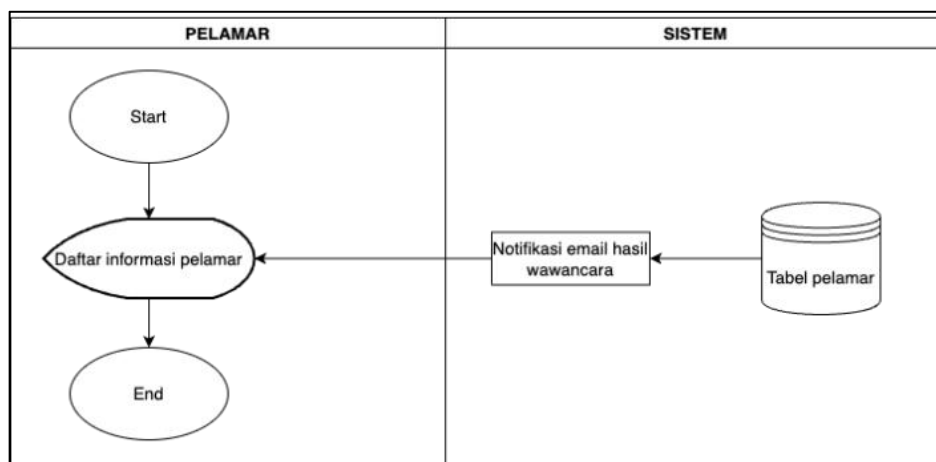 PELAMAR
SISTEM
Start
Daftar informasi pelamar
Notifikasi email hasil
wawancara
Tabel pelamar
End